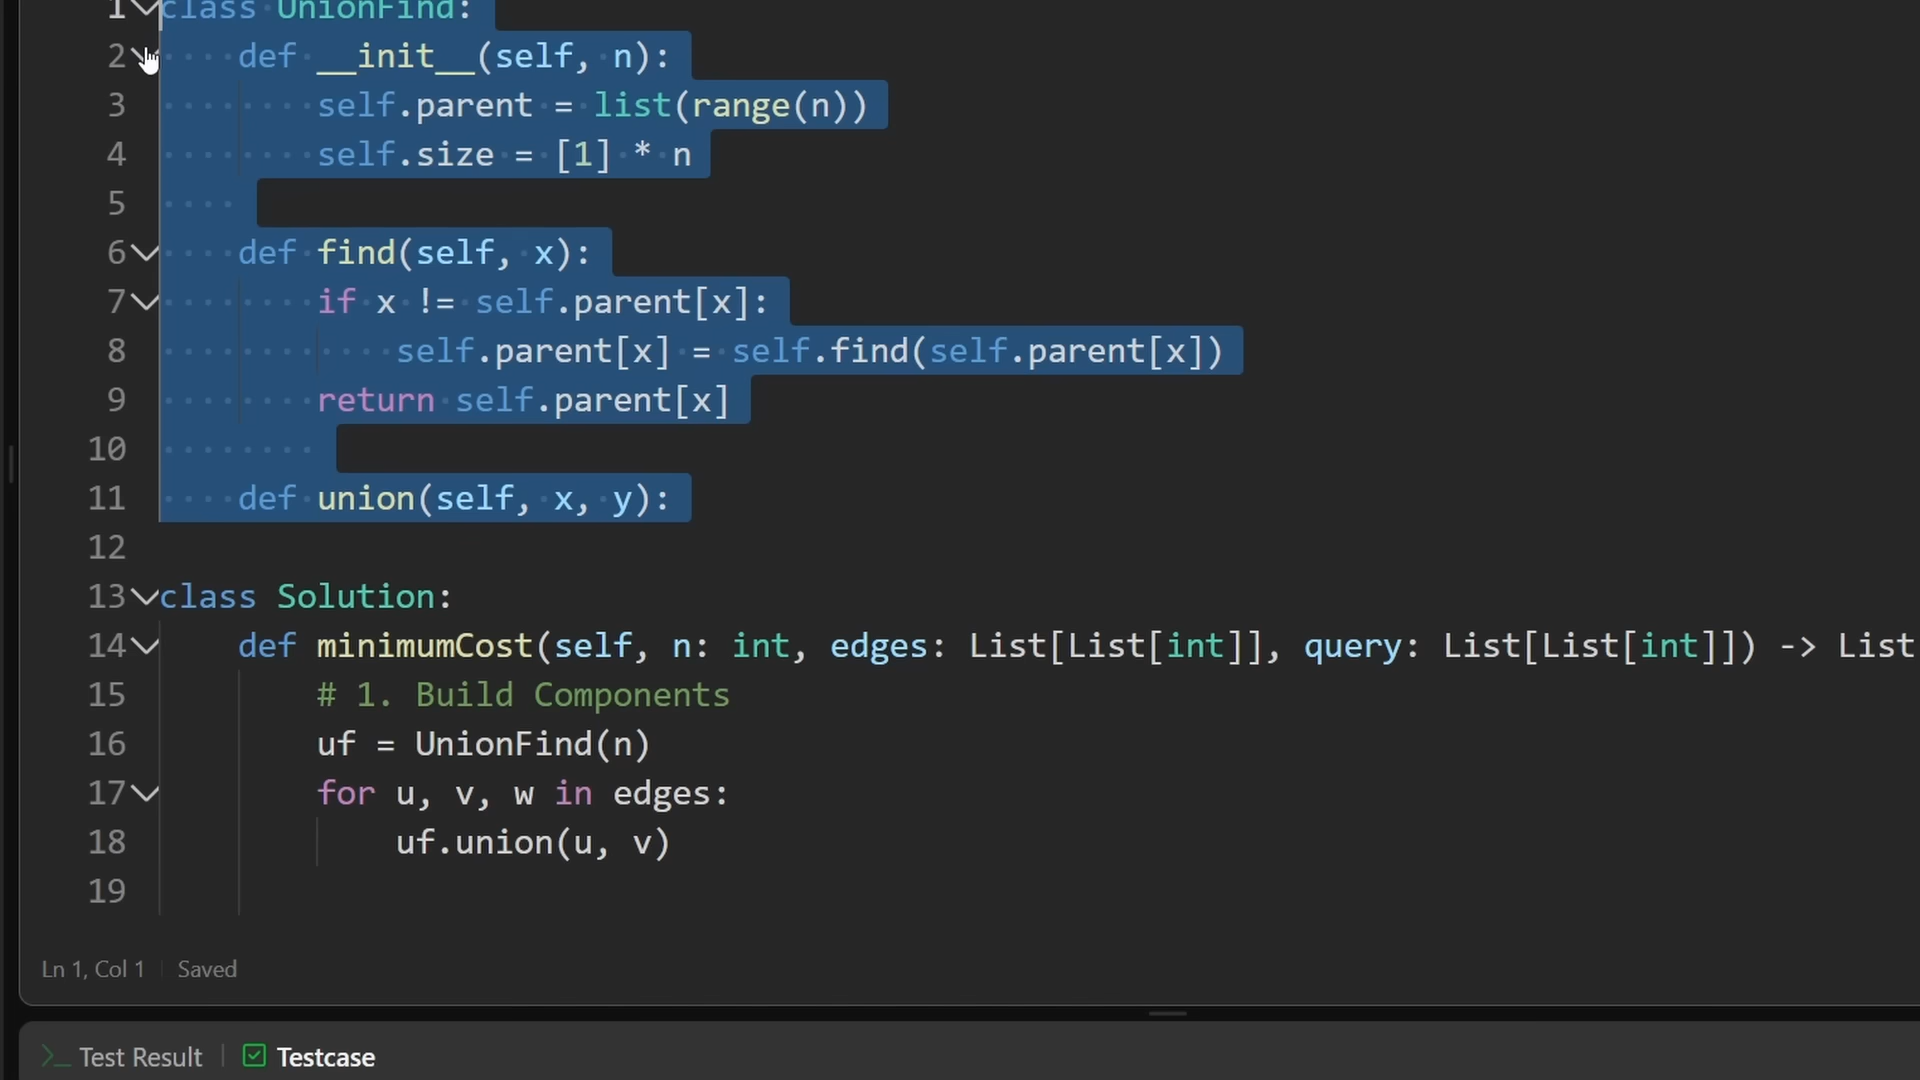 1 class UnionFind:
2 def __init__(self, n):
3 self.parent = list(range(n))
4 self.size = [1] * n
5
6 def find(self, x):
7 if x != self.parent[x]:
8 self.parent[x] = self.find(self.parent[x])
9 return self.parent[x]
10
11 def union(self, x, y):
12
13 class Solution:
14 def minimumCost(self, n: int, edges: List[List[int]], query: List[List[int]]) -> List
15 # 1. Build Components
16 uf = UnionFind(n)
17 for u, v, w in edges:
18 uf.union(u, v)
19
Ln 1, Col 1 | Saved
>_ Test Result | Testcase